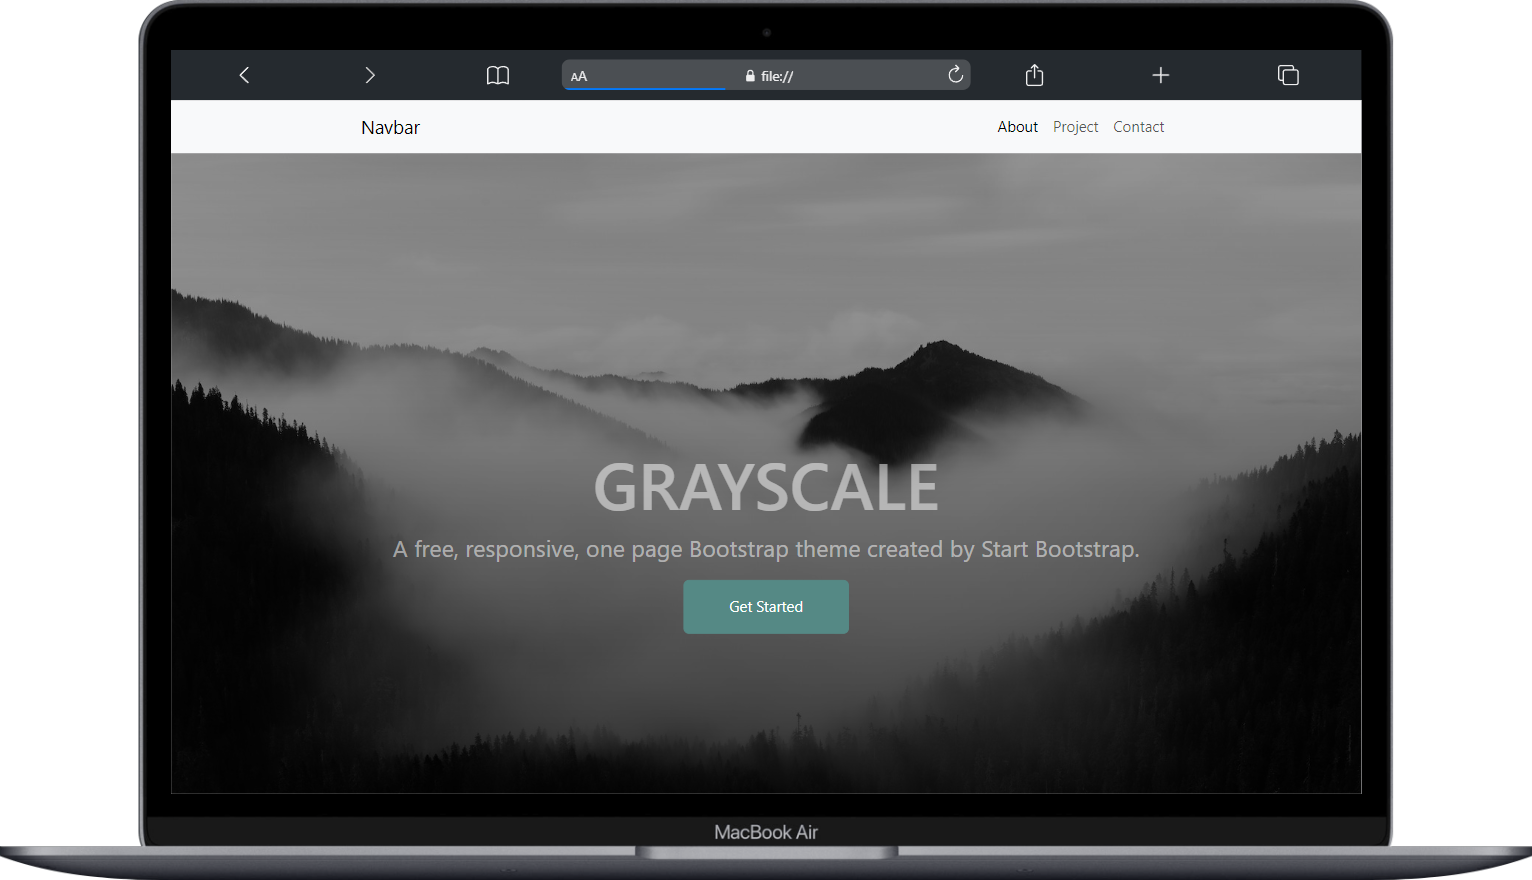 AA file://
Navbar About Project Contact
GRAYSCALE
A free, responsive, one page Bootstrap theme created by Start Bootstrap.
Get Started
MacBook Air